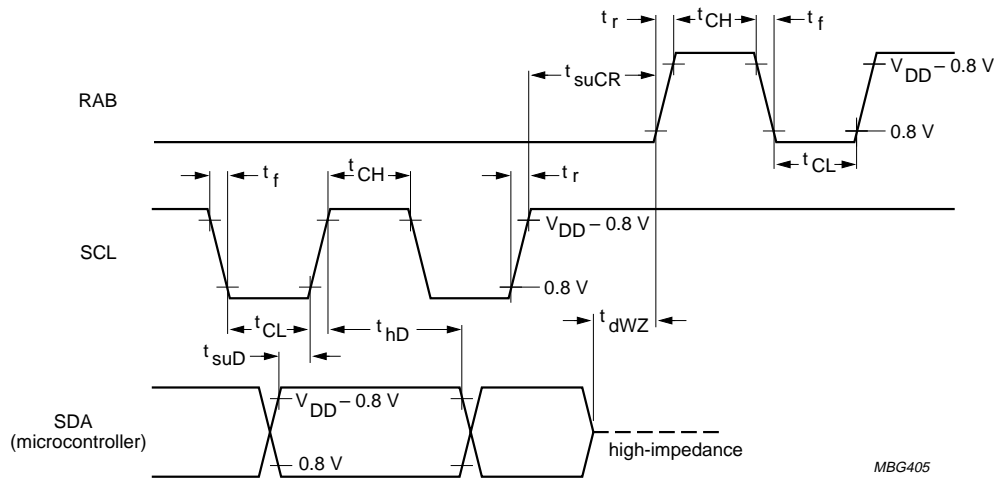 t r
t CH
t f
t suCR
V DD – 0.8 V
RAB
0.8 V
t CL
t f
t CH
t r
V DD – 0.8 V
SCL
0.8 V
t CL
t hD
t dWZ
t suD
V DD – 0.8 V
SDA
(microcontroller)
0.8 V
high-impedance
MBG405